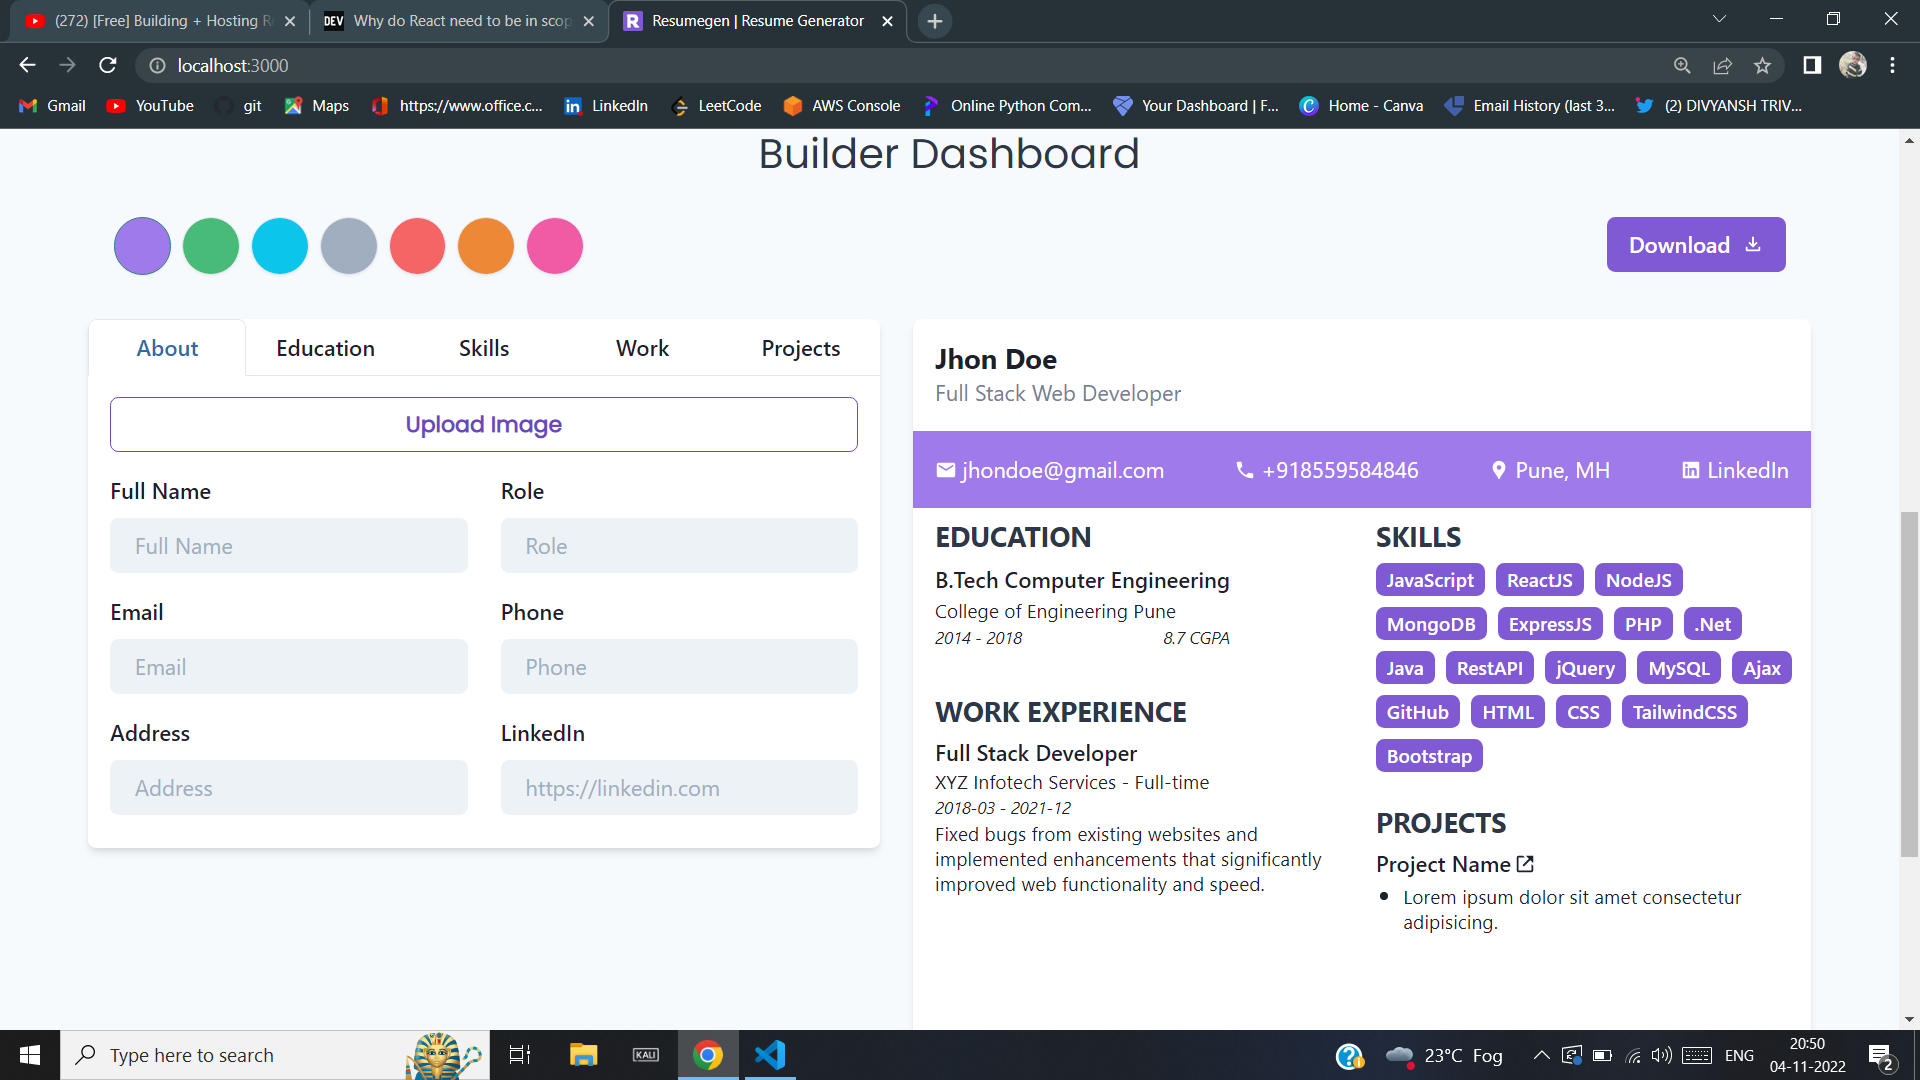 (272) [Free] Building + Hosting R
DEV Why do React need to be in scop
R Resumegen | Resume Generator
localhost:3000
Gmail YouTube git Maps https://www.office.c... LinkedIn LeetCode AWS Console Online Python Com... Your Dashboard | F... Home - Canva Email History (last 3... (2) DIVYANSH TRIV...
Builder Dashboard
Download
About Education Skills Work Projects
Upload Image
Full Name Role
Full Name Role
Email Phone
Email Phone
Address LinkedIn
Address https://linkedin.com
Jhon Doe
Full Stack Web Developer
jhondoe@gmail.com +918559584846 Pune, MH LinkedIn
EDUCATION
B.Tech Computer Engineering
College of Engineering Pune
2014 - 2018 8.7 CGPA
WORK EXPERIENCE
Full Stack Developer
XYZ Infotech Services - Full-time
2018-03 - 2021-12
Fixed bugs from existing websites and
implemented enhancements that significantly
improved web functionality and speed.
SKILLS
JavaScript ReactJS NodeJS
MongoDB ExpressJS PHP .Net
Java RestAPI jQuery MySQL Ajax
GitHub HTML CSS TailwindCSS
Bootstrap
PROJECTS
Project Name
Lorem ipsum dolor sit amet consectetur
adipisicing.
Type here to search
KALI
23°C Fog
ENG
20:50
04-11-2022
2